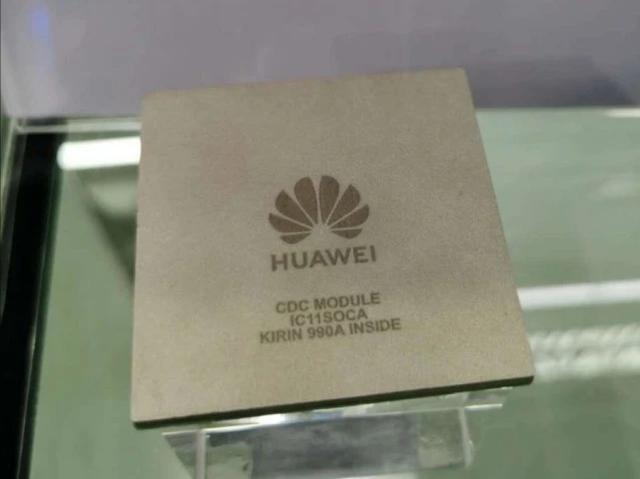 HUAWEI
CDC MODULE
IC11SOCA
KIRIN 990A INSIDE